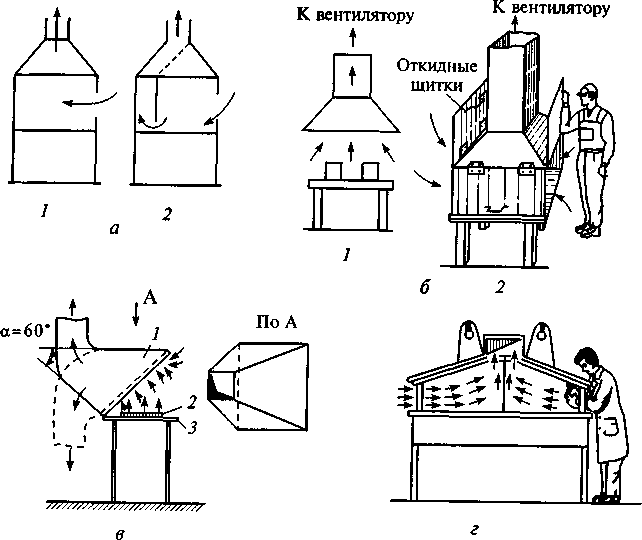 К вентилятору
К вентилятору
Откидные
щитки
1
2
а
1
б
2
А
α=60°
1
По А
2
3
в
г